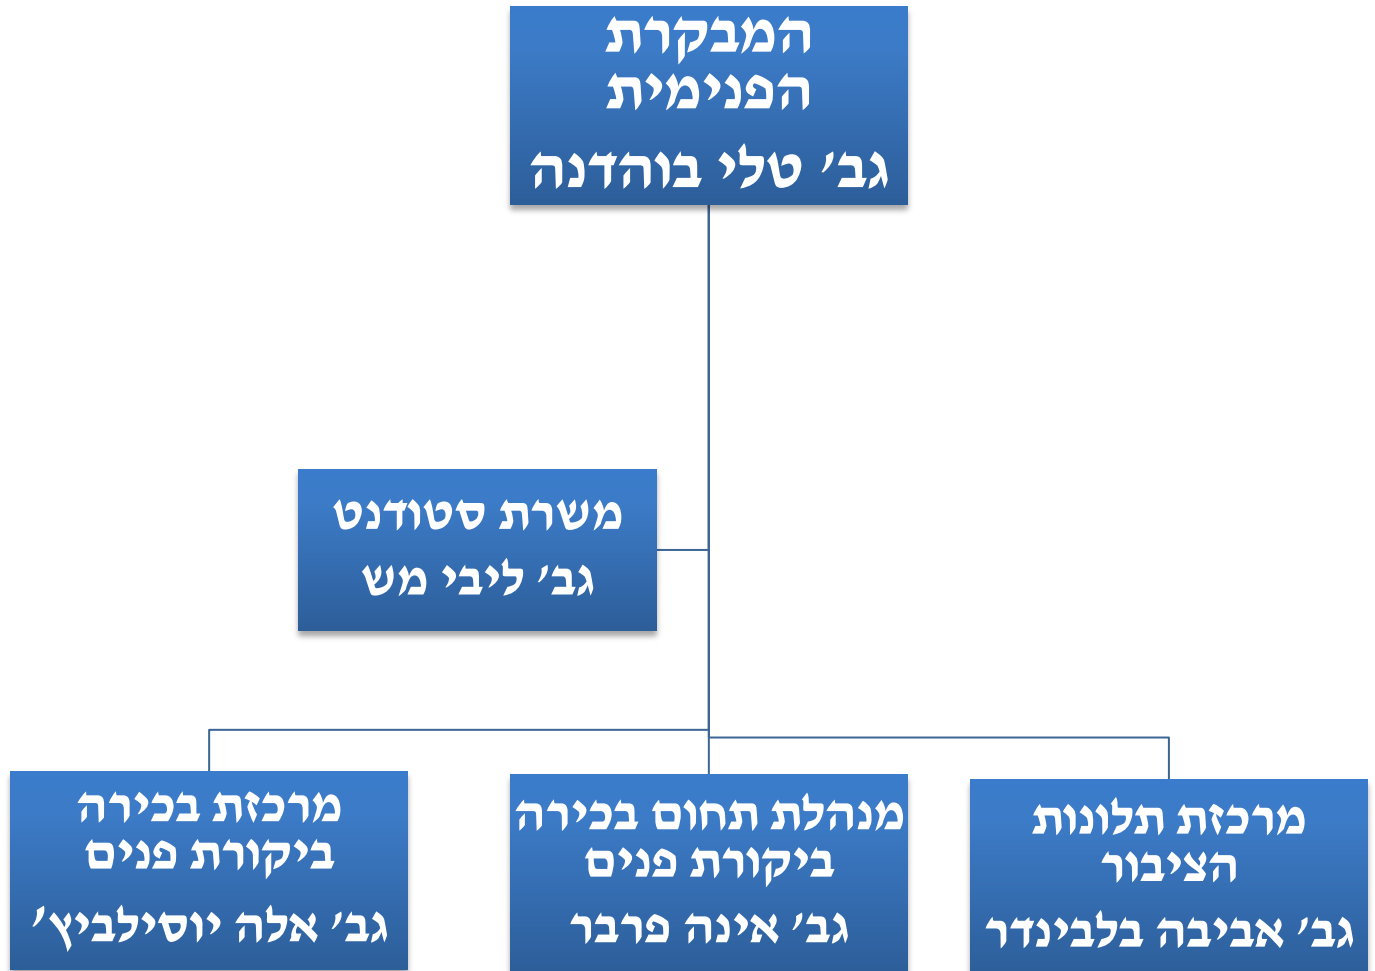 המבקרת
הפנימית
גב' טלי בוהדנה
משרת סטודנט
גב' ליבי מש
מרכזת תלונות
הציבור
גב' אביבה בלבינדר
מנהלת תחום בכירה
ביקורת פנים
גב' אינה פרבר
מרכזת בכירה
ביקורת פנים
גב' אלה יוסילביץ'